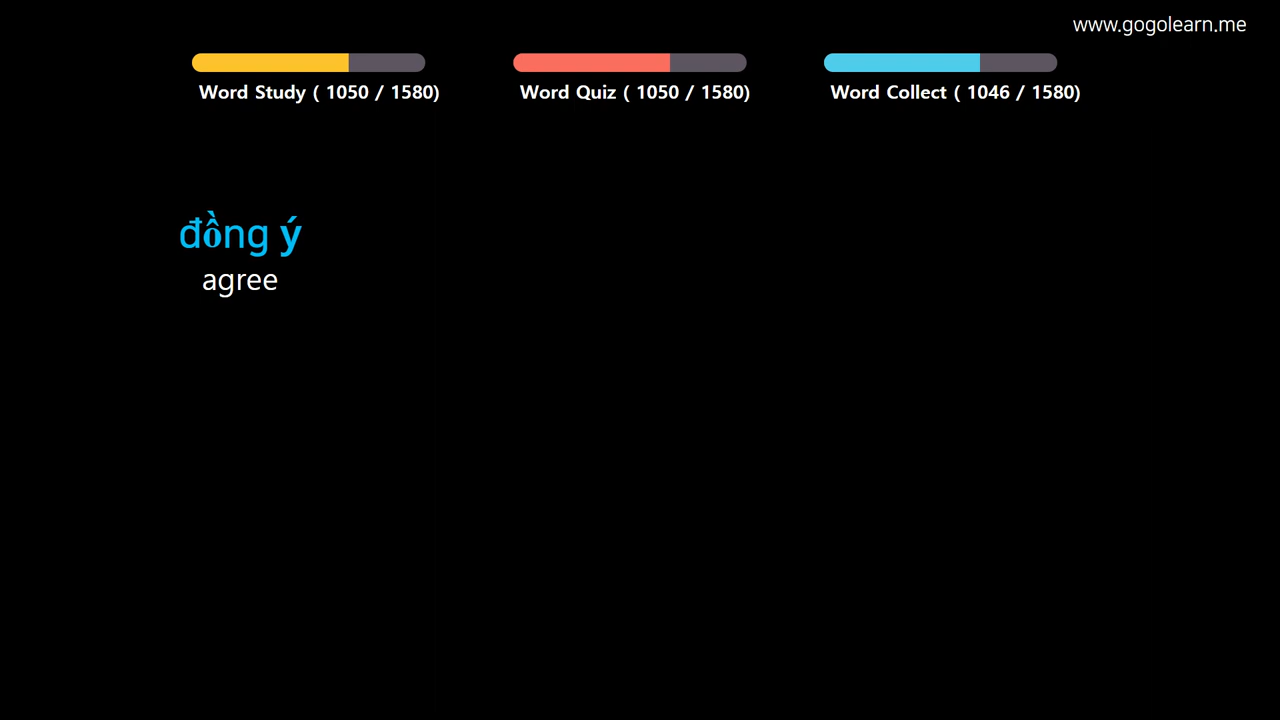 www.gogolearn.me
Word Study ( 1050 / 1580)
Word Quiz ( 1050 / 1580)
Word Collect ( 1046 / 1580)
đồng ý
agree